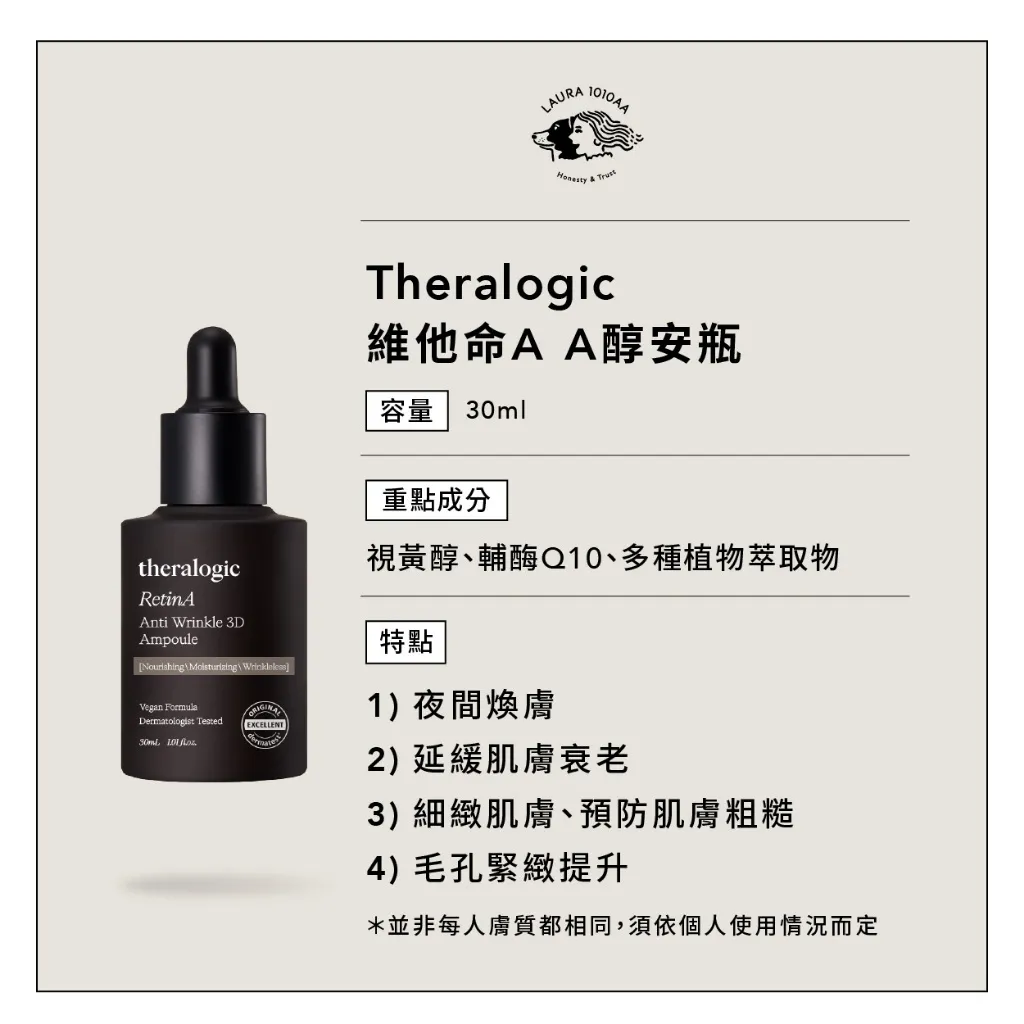 LAURA 1010AA
Honesty & Trust
Theralogic
維他命A A醇安瓶
容量 30ml
重點成分
視黃醇、輔酶Q10、多種植物萃取物
特點
1) 夜間煥膚
2) 延緩肌膚衰老
3) 細緻肌膚、預防肌膚粗糙
4) 毛孔緊緻提升
＊並非每人膚質都相同，須依個人使用情況而定
theralogic
RetinA
Anti Wrinkle 3D
Ampoule
[Nourishing\Moisturizing\Wrinkleless]
Vegan Formula
Dermatologist Tested
30mL 1.01 fl.oz.
ORIGINAL
EXCELLENT
dermatest